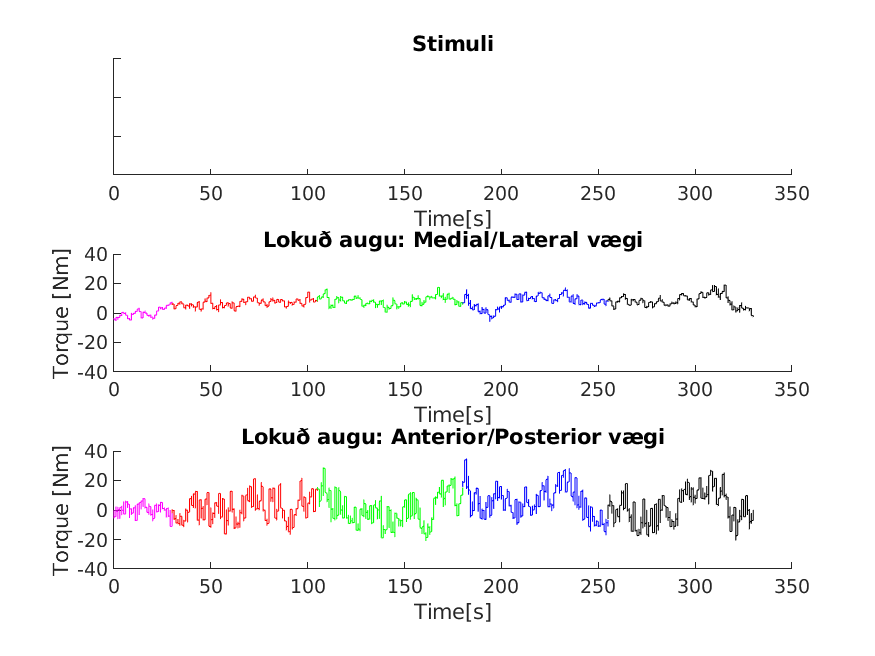 Stimuli
0 50 100 150 200 250 300 350
Time[s]
Lokuð augu: Medial/Lateral vægi
Torque [Nm]
40
20
0
-20
-40
0 50 100 150 200 250 300 350
Time[s]
Lokuð augu: Anterior/Posterior vægi
Torque [Nm]
40
20
0
-20
-40
0 50 100 150 200 250 300 350
Time[s]